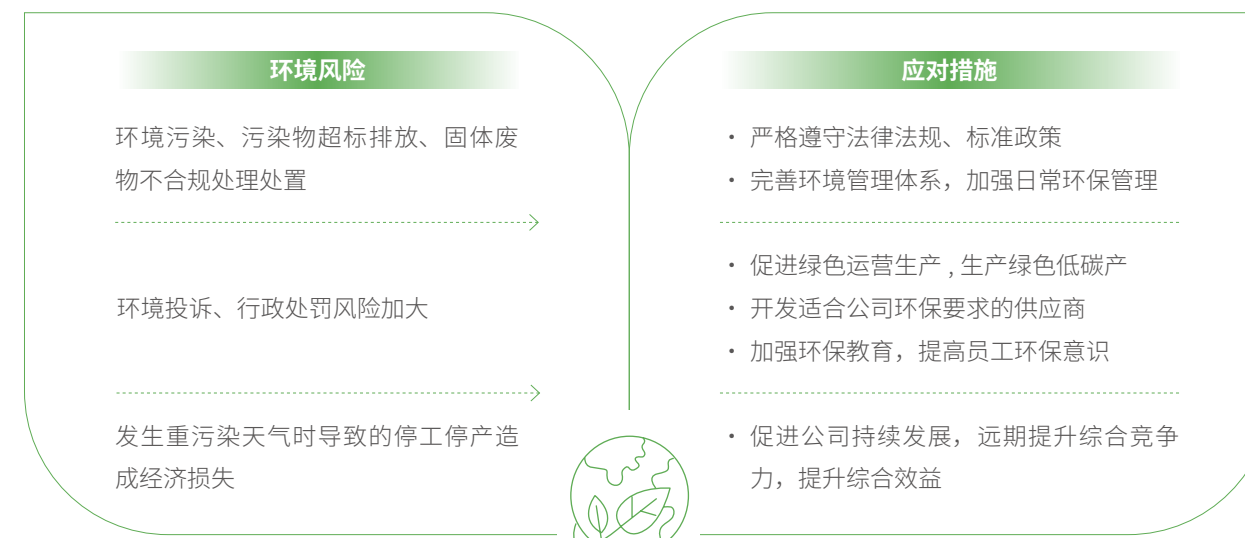 环境风险
环境污染、污染物超标排放、固体废
物不合规处理处置
环境投诉、行政处罚风险加大
发生重污染天气时导致的停工停产造
成经济损失
应对措施
· 严格遵守法律法规、标准政策
· 完善环境管理体系，加强日常环保管理
· 促进绿色运营生产 , 生产绿色低碳产
· 开发适合公司环保要求的供应商
· 加强环保教育，提高员工环保意识
· 促进公司持续发展，远期提升综合竞争
力，提升综合效益